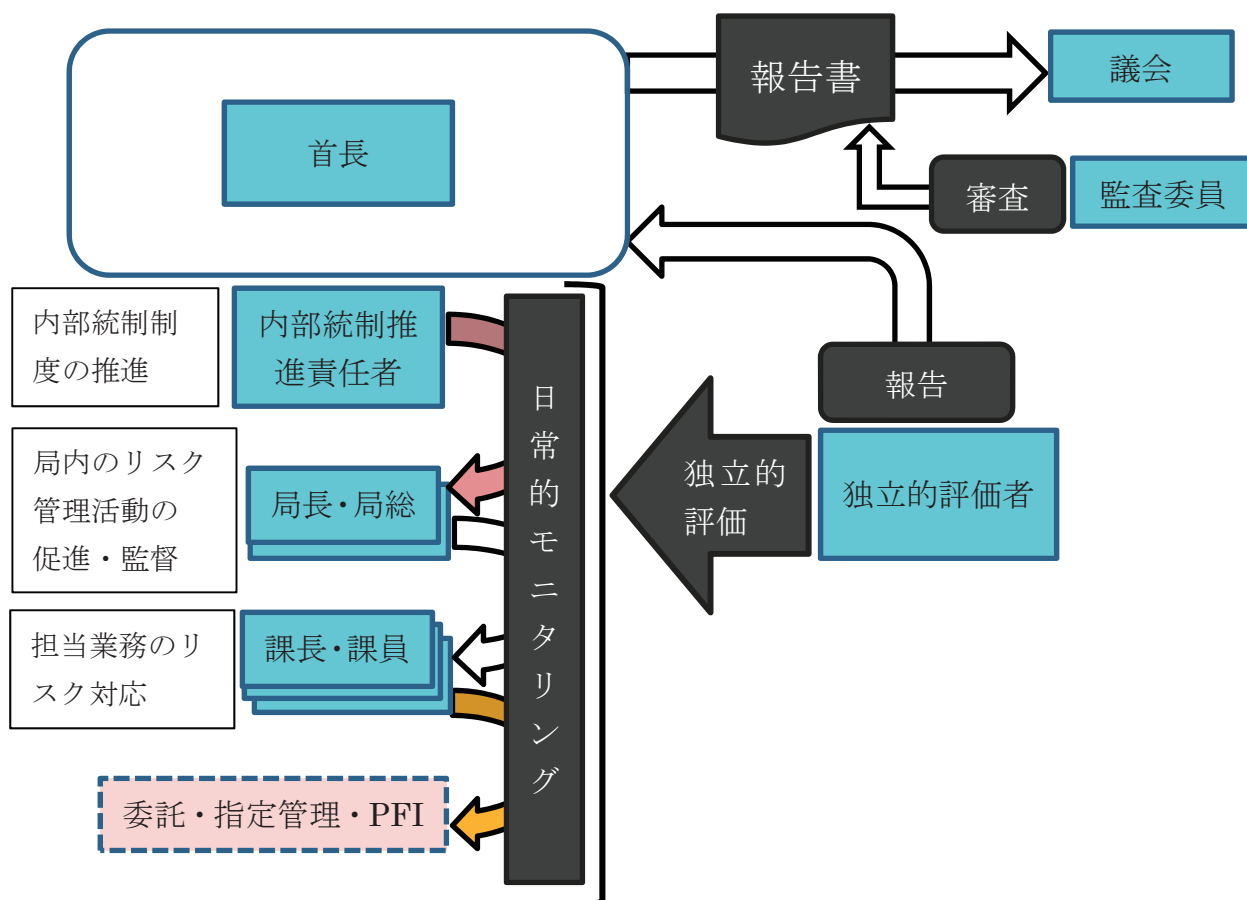 報告書
議会
首長
審査
監査委員
内部統制制
度の推進
内部統制推
進責任者
報告
日常的モニタリング
局内のリスク
管理活動の
促進・監督
局長・局総
独立的
評価
独立的評価者
担当業務のリ
スク対応
課長・課員
委託・指定管理・PFI